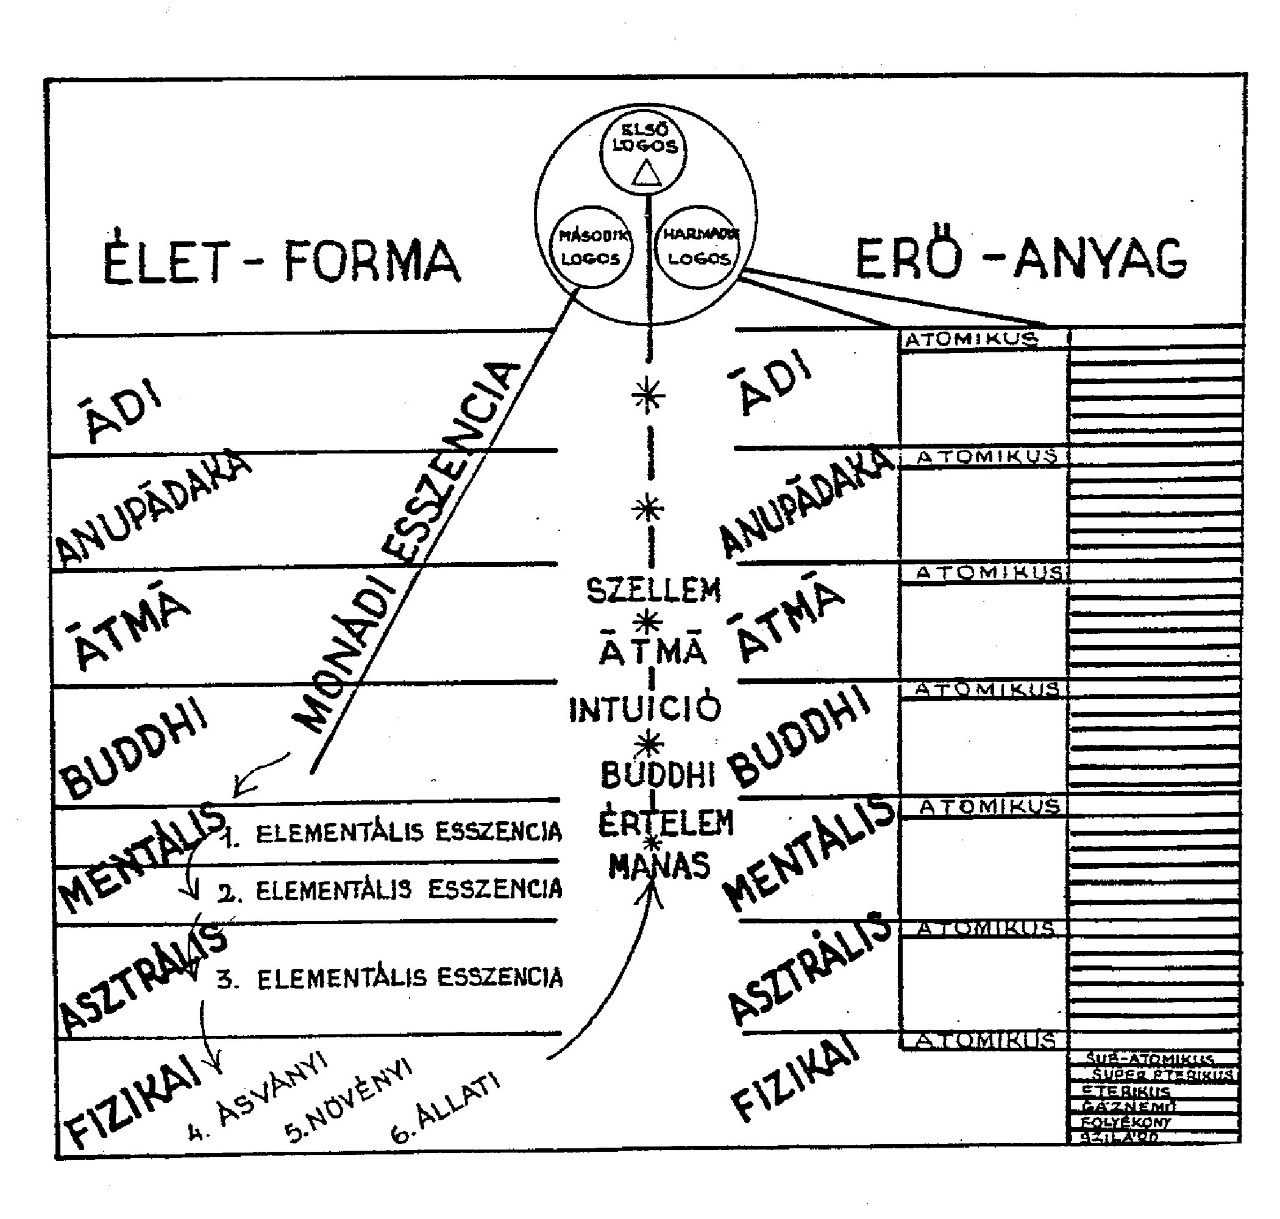 ELSŐ
LOGOS
MÁSODIK
LOGOS
HARMADIK
LOGOS
ÉLET - FORMA
ERŐ - ANYAG
ĀDI
ANUPĀDAKA
ĀTMĀ
BUDDHI
MENTÁLIS
ASZTRÁLIS
FIZIKAI
MONÁDI ESSZENCIA
1. ELEMENTÁLIS ESSZENCIA
2. ELEMENTÁLIS ESSZENCIA
3. ELEMENTÁLIS ESSZENCIA
4. ÁSVÁNYI
5. NÖVÉNYI
6. ÁLLATI
SZELLEM
ĀTMĀ
INTUICIÓ
BUDDHI
ÉRTELEM
MANAS
ĀDI
ANUPĀDAKA
ĀTMĀ
BUDDHI
MENTÁLIS
ASZTRÁLIS
FIZIKAI
ATOMIKUS
ATOMIKUS
ATOMIKUS
ATOMIKUS
ATOMIKUS
ATOMIKUS
ATOMIKUS
SUB-ATOMIKUS
SUPER ETERIKUS
ETERIKUS
GÁZNEMŰ
FOLYÉKONY
SZILÁRD